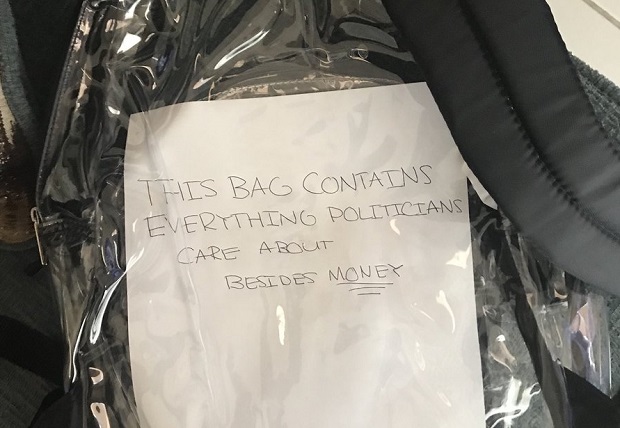 THIS BAG CONTAINS
EVERYTHING POLITICIANS
CARE ABOUT
BESIDES MONEY